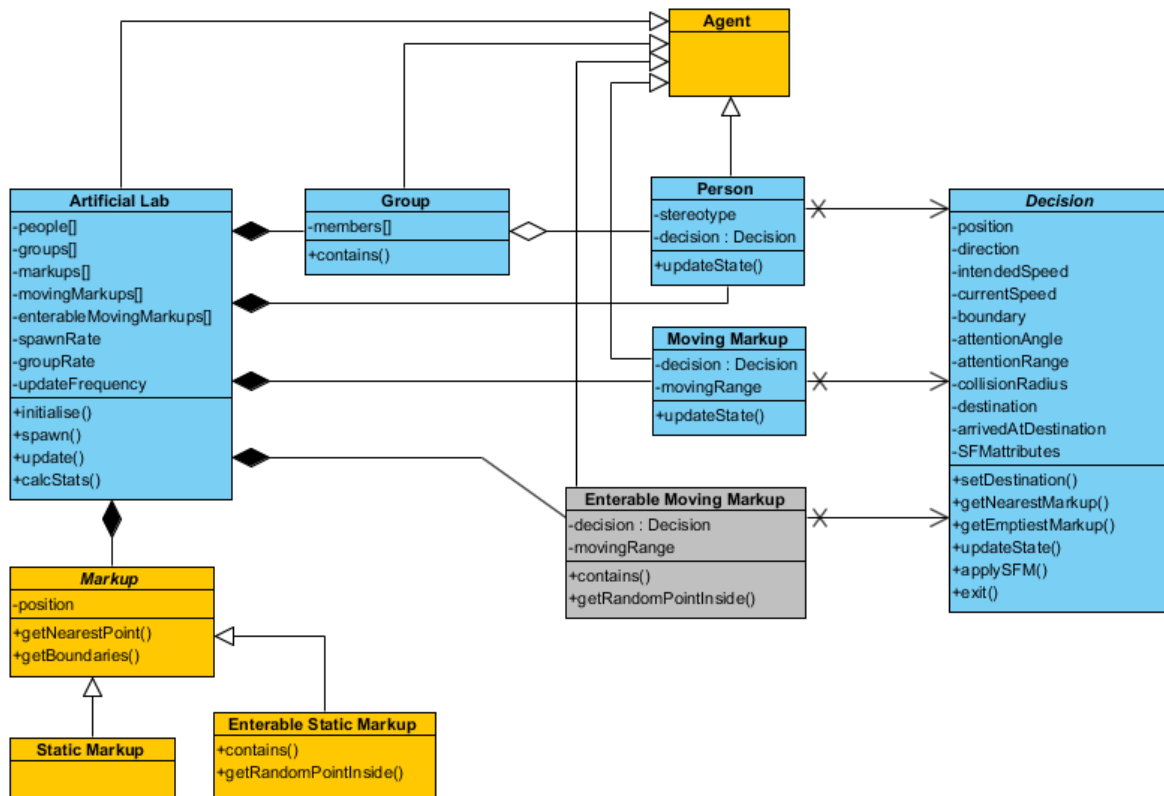 Agent
Artificial Lab
-people[]
-groups[]
-markups[]
-movingMarkups[]
-enterableMovingMarkups[]
-spawnRate
-groupRate
-updateFrequency
+initialise()
+spawn()
+update()
+calcStats()
Group
-members[]
+contains()
Person
-stereotype
-decision : Decision
+updateState()
Moving Markup
-decision : Decision
-movingRange
+updateState()
Enterable Moving Markup
-decision : Decision
-movingRange
+contains()
+getRandomPointInside()
Decision
-position
-direction
-intendedSpeed
-currentSpeed
-boundary
-attentionAngle
-attentionRange
-collisionRadius
-destination
-arrivedAtDestination
-SFMattributes
+setDestination()
+getNearestMarkup()
+getEmptiestMarkup()
+updateState()
+applySFM()
+exit()
Markup
-position
+getNearestPoint()
+getBoundaries()
Static Markup
Enterable Static Markup
+contains()
+getRandomPointInside()